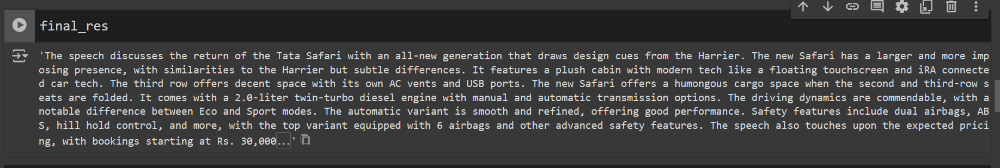 final_res
'The speech discusses the return of the Tata Safari with an all-new generation that draws design cues from the Harrier. The new Safari has a larger and more imp
osing presence, with similarities to the Harrier but subtle differences. It features a plush cabin with modern tech like a floating touchscreen and iRA connecte
d car tech. The third row offers decent space with its own AC vents and USB ports. The new Safari offers a humongous cargo space when the second and third-row s
eats are folded. It comes with a 2.0-liter twin-turbo diesel engine with manual and automatic transmission options. The driving dynamics are commendable, with a
notable difference between Eco and Sport modes. The automatic variant is smooth and refined, offering good performance. Safety features include dual airbags, AB
S, hill hold control, and more, with the top variant equipped with 6 airbags and other advanced safety features. The speech also touches upon the expected prici
ng, with bookings starting at Rs. 30,000...'